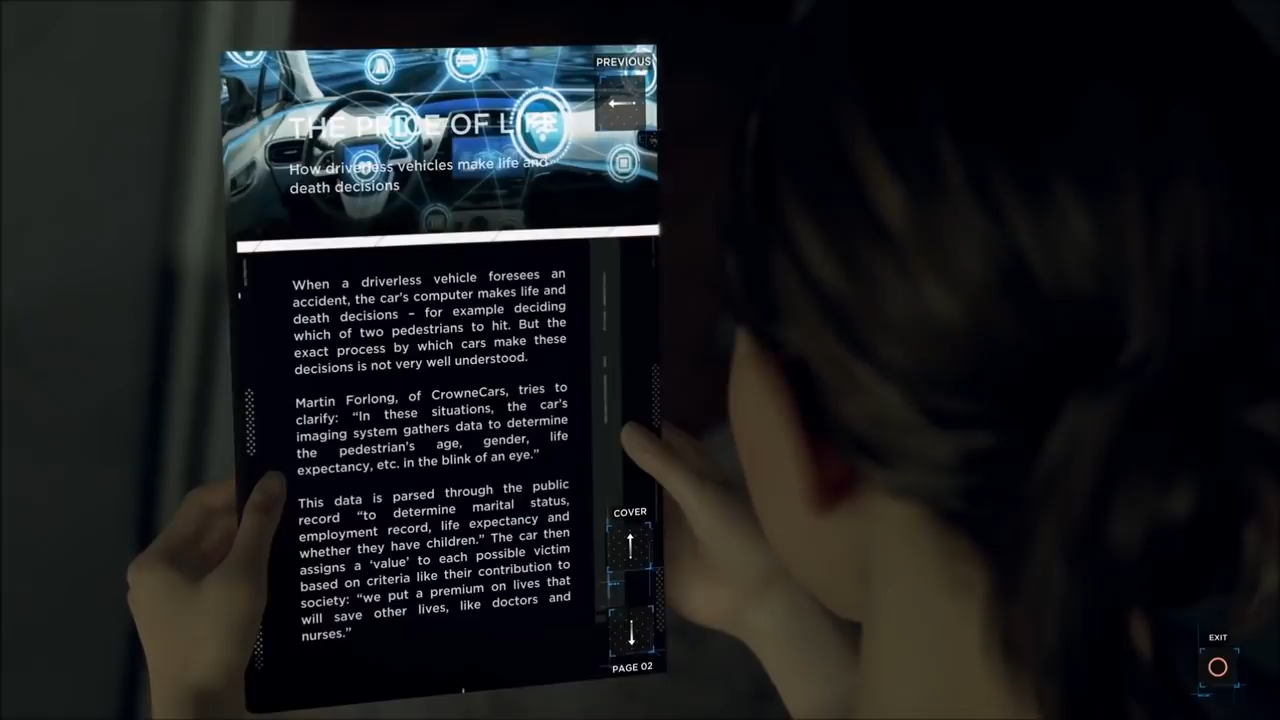 PREVIOUS
THE PRICE OF LIFE
How driverless vehicles make life and
death decisions
When a driverless vehicle foresees an
accident, the car's computer makes life and
death decisions – for example deciding
which of two pedestrians to hit. But the
exact process by which cars make these
decisions is not very well understood.
Martin Forlong, of CrowneCars, tries to
clarify: “In these situations, the car's
imaging system gathers data to determine
the pedestrian's age, gender, life
expectancy, etc. in the blink of an eye.”
This data is parsed through the public
record “to determine marital status,
employment record, life expectancy and
whether they have children.” The car then
assigns a ‘value’ to each possible victim
based on criteria like their contribution to
society: “we put a premium on lives that
will save other lives, like doctors and
nurses.”
COVER
PAGE 02
EXIT